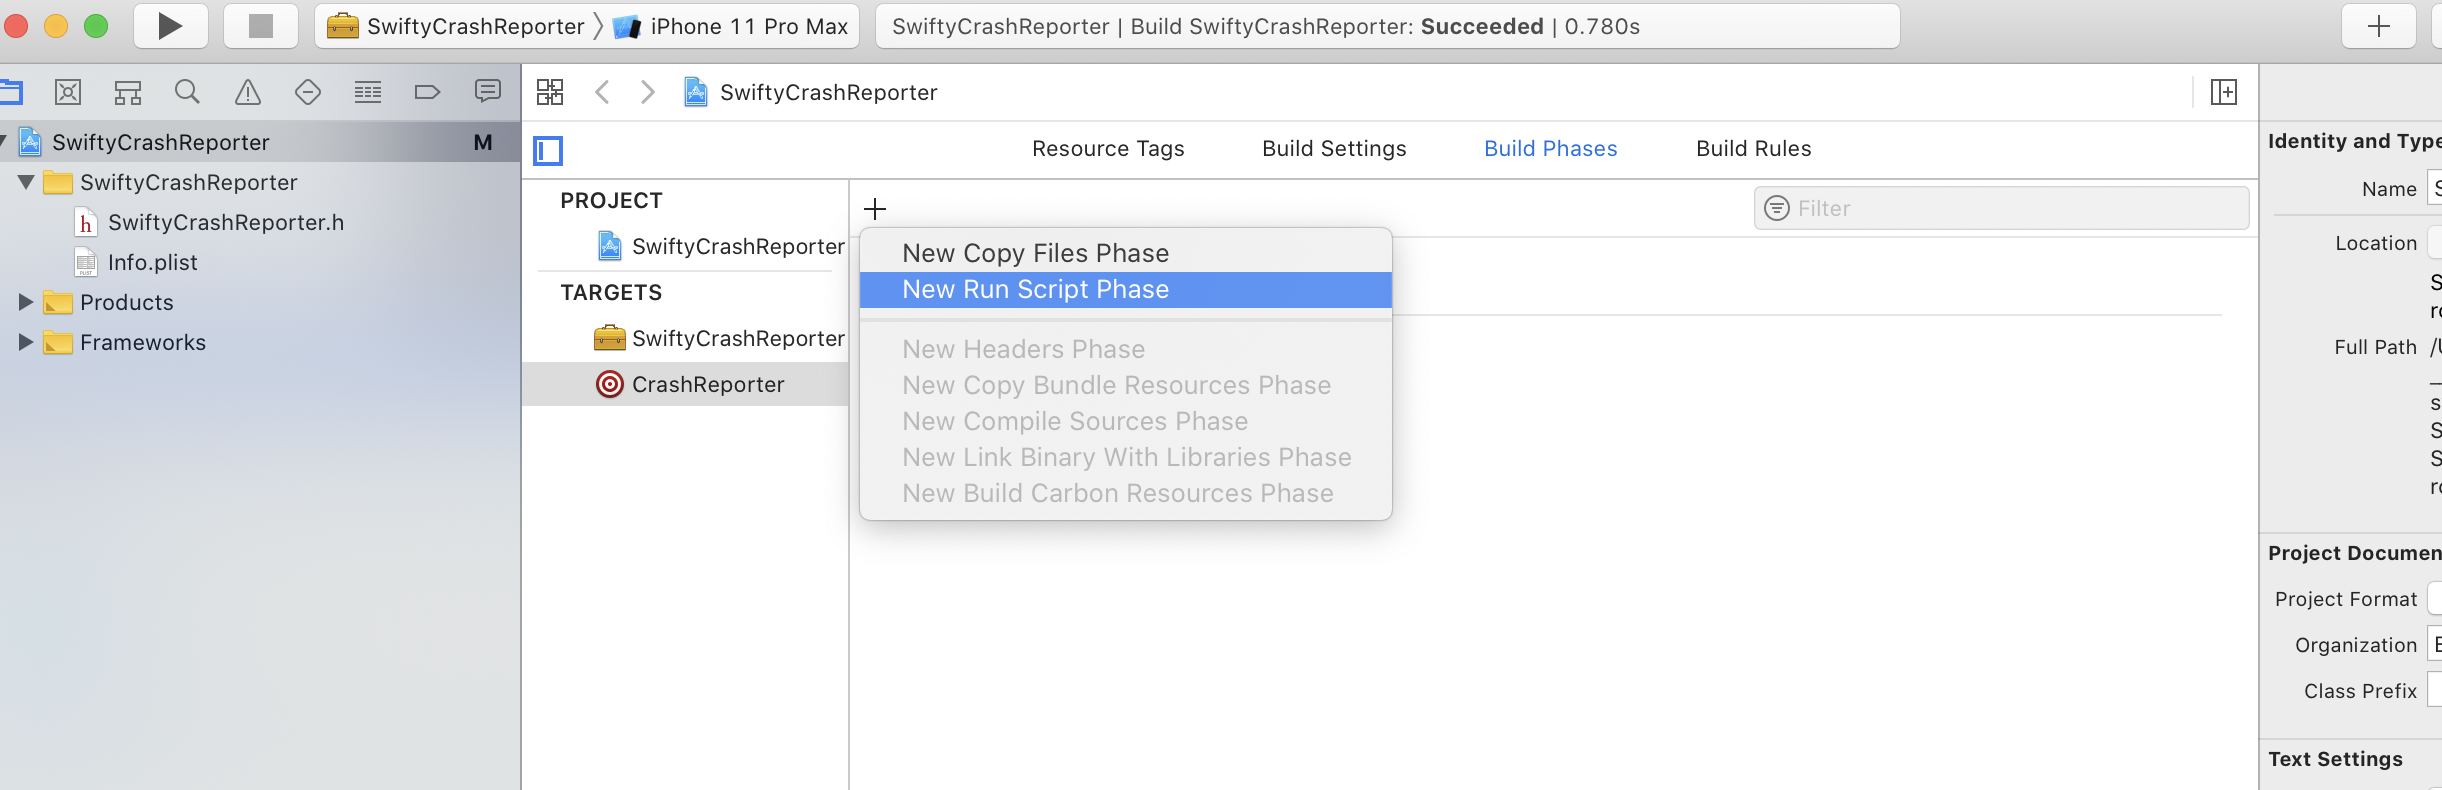 SwiftyCrashReporter
iPhone 11 Pro Max
SwiftyCrashReporter | Build SwiftyCrashReporter: Succeeded | 0.780s
SwiftyCrashReporter
SwiftyCrashReporter M
SwiftyCrashReporter
h SwiftyCrashReporter.h
Info.plist
Products
Frameworks
Resource Tags
Build Settings
Build Phases
Build Rules
PROJECT
SwiftyCrashReporter
TARGETS
SwiftyCrashReporter
CrashReporter
Filter
New Copy Files Phase
New Run Script Phase
New Headers Phase
New Copy Bundle Resources Phase
New Compile Sources Phase
New Link Binary With Libraries Phase
New Build Carbon Resources Phase
Identity and Type
Name
Location
Full Path
Project Documen
Project Format
Organization
Class Prefix
Text Settings